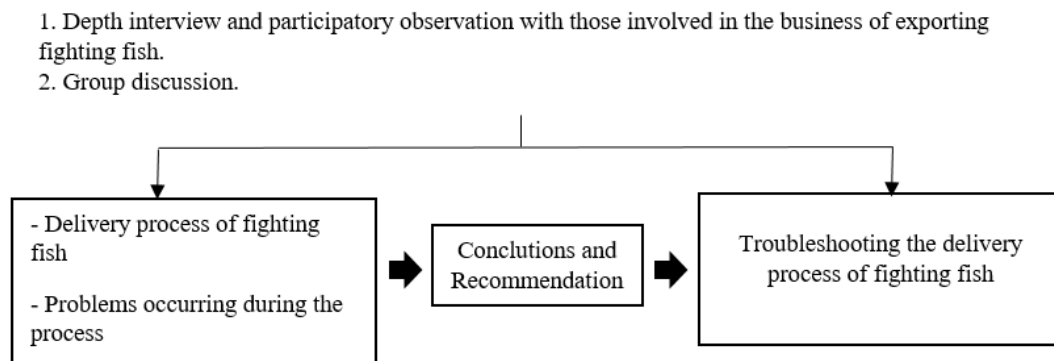 1. Depth interview and participatory observation with those involved in the business of exporting
fighting fish.
2. Group discussion.
- Delivery process of fighting
fish
- Problems occurring during the
process
Conclutions and
Recommendation
Troubleshooting the delivery
process of fighting fish